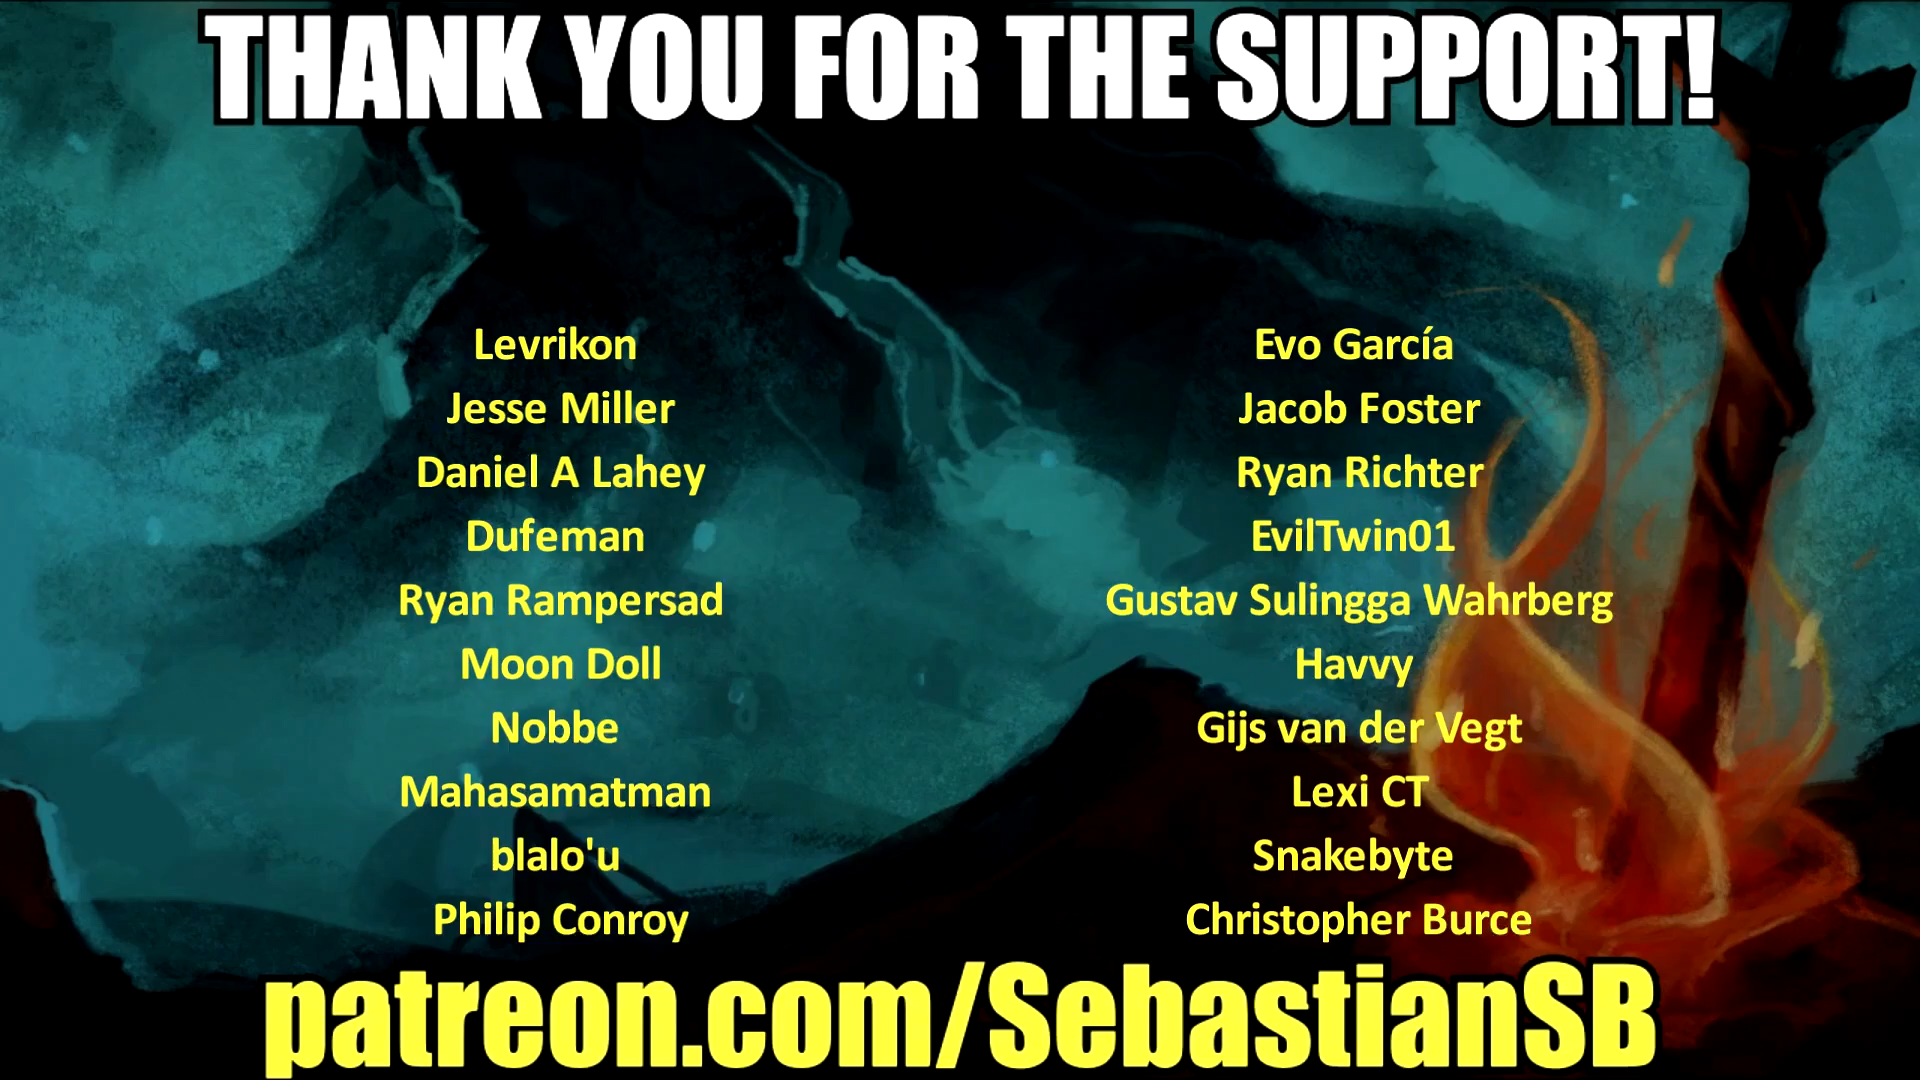 THANK YOU FOR THE SUPPORT!
Levrikon
Jesse Miller
Daniel A Lahey
Dufeman
Ryan Rampersad
Moon Doll
Nobbe
Mahasamatman
blalo'u
Philip Conroy
Evo García
Jacob Foster
Ryan Richter
EvilTwin01
Gustav Sulingga Wahrberg
Havvy
Gijs van der Vegt
Lexi CT
Snakebyte
Christopher Burce
patreon.com/SebastianSB